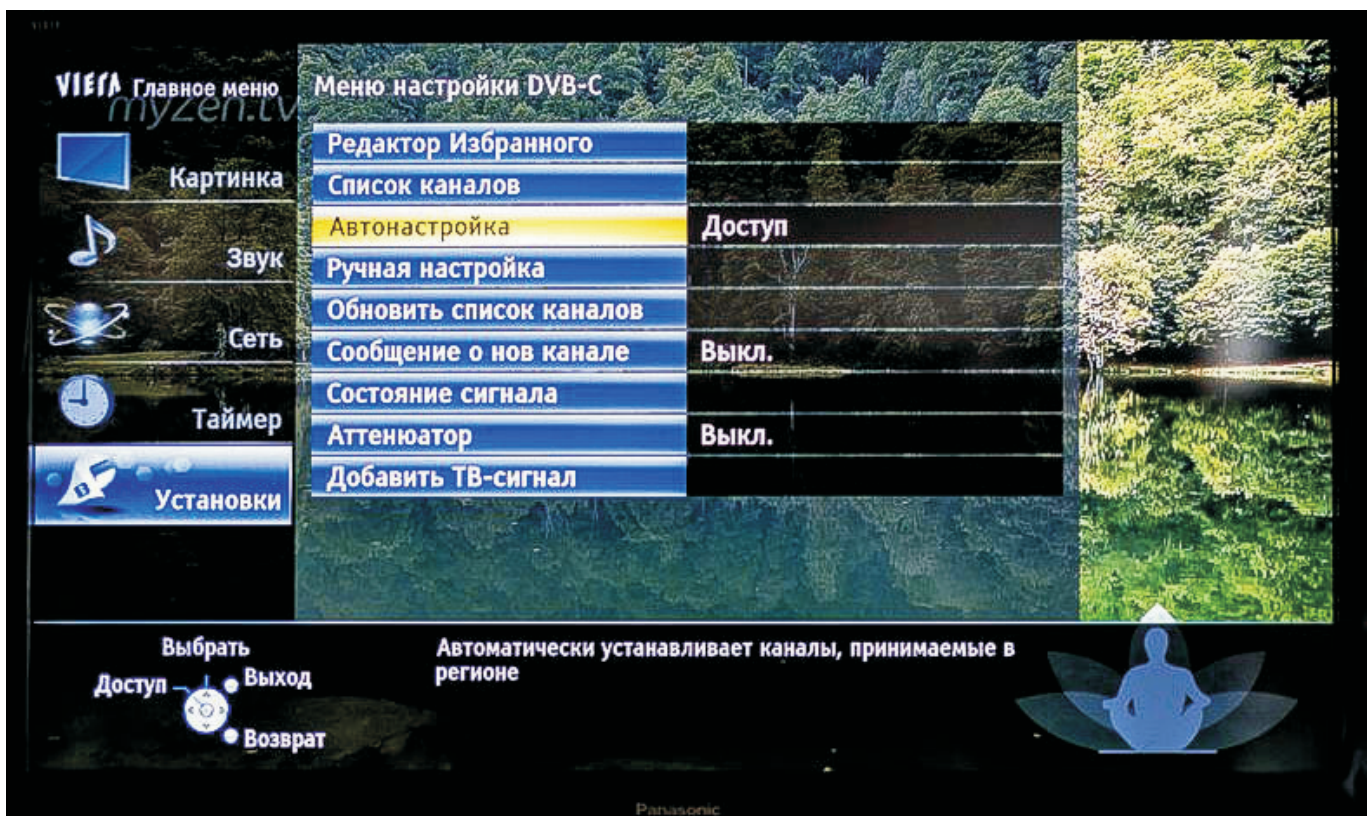 VIERA Главное меню
myzen.tv
Картинка
Звук
Сеть
Таймер
Установки
Меню настройки DVB-C
Редактор Избранного
Список каналов
Автонастройка Доступ
Ручная настройка
Обновить список каналов
Сообщение о нов канале Выкл.
Состояние сигнала
Аттенюатор Выкл.
Добавить ТВ-сигнал
Выбрать
Доступ
Выход
Возврат
Автоматически устанавливает каналы, принимаемые в
регионе
Panasonic